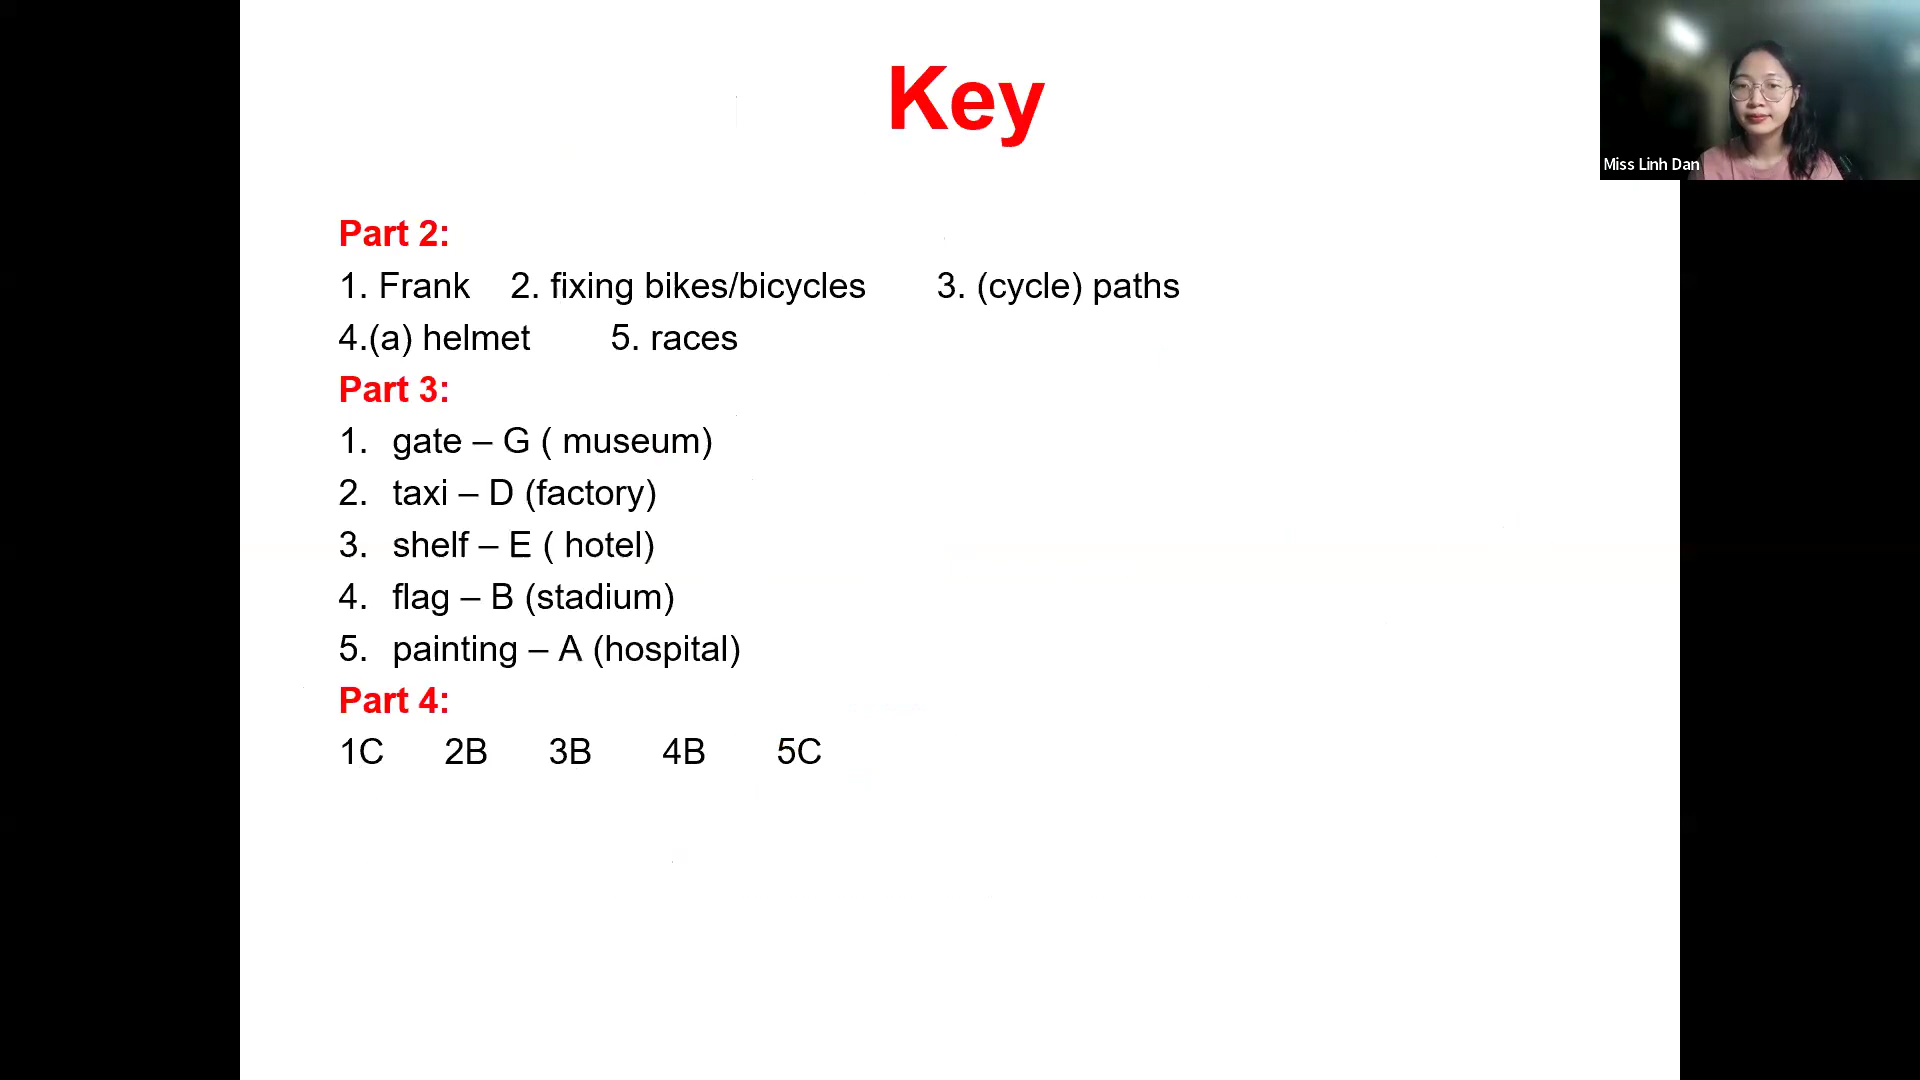 Key
Miss Linh Dan
Part 2:
1. Frank 2. fixing bikes/bicycles 3. (cycle) paths
4.(a) helmet 5. races
Part 3:
1. gate – G ( museum)
2. taxi – D (factory)
3. shelf – E ( hotel)
4. flag – B (stadium)
5. painting – A (hospital)
Part 4:
1C 2B 3B 4B 5C